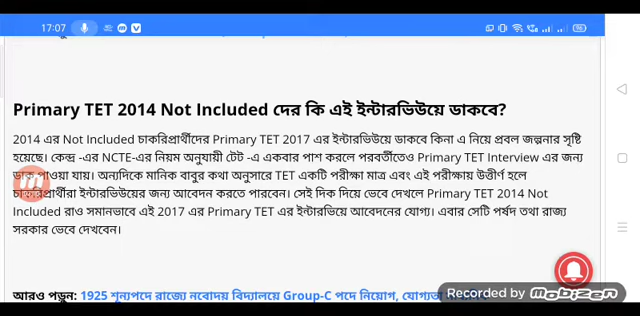 17:07
Primary TET 2014 Not Included দের কি এই ইন্টারভিউয়ে ডাকবে?
2014 এর Not Included চাকরিপ্রার্থীদের Primary TET 2017 এর ইন্টারভিউয়ে ডাকবে কিনা এ নিয়ে প্রবল জল্পনার সৃষ্টি
হয়েছে। কেন্দ্র -এর NCTE-এর নিয়ম অনুযায়ী টেট -এ একবার পাশ করলে পরবর্তীতেও Primary TET Interview এর জন্য
ডাক পাওয়া যায়। অন্যদিকে মানিক বাবুর কথা অনুসারে TET একটি পরীক্ষা মাত্র এবং এই পরীক্ষায় উত্তীর্ণ হলে
চাকরিপ্রার্থীরা ইন্টারভিউয়ের জন্য আবেদন করতে পারবেন। সেই দিক দিয়ে ভেবে দেখলে Primary TET 2014 Not
Included রাও সমানভাবে এই 2017 এর Primary TET এর ইন্টারভিয়ে আবেদনের যোগ্য। এবার সেটি পর্ষদ তথা রাজ্য
সরকার ভেবে দেখবেন।
আরও পড়ুন: 1925 শূন্যপদে রাজ্যে নবোদয় বিদ্যালয়ে Group-C পদে নিয়োগ, যোগ্যতা
Recorded by Mobizen